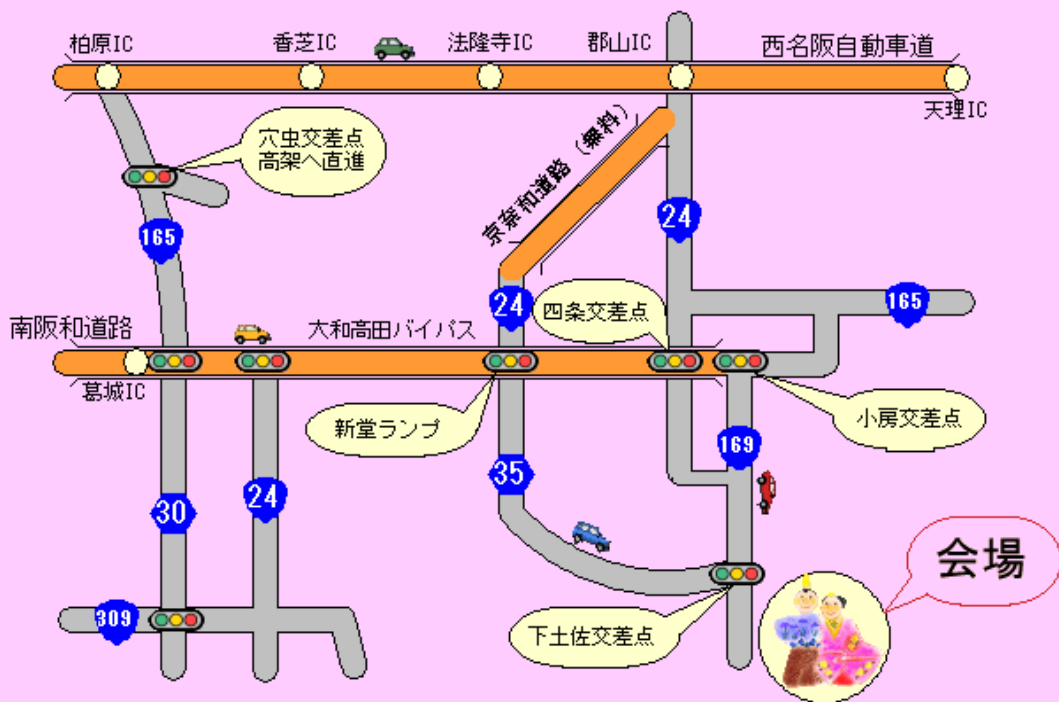 柏原IC
香芝IC
法隆寺IC
郡山IC
西名阪自動車道
天理IC
穴虫交差点
高架へ直進
京奈和道路（無料）
165
24
24
165
四条交差点
南阪和道路
大和高田バイパス
葛城IC
新堂ランプ
小房交差点
169
35
30
24
会場
309
下土佐交差点